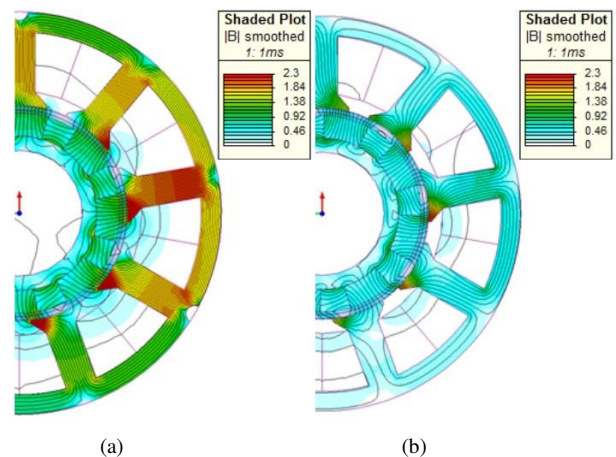 Shaded Plot
|B| smoothed
1: 1ms
2.3
1.84
1.38
0.92
0.46
0
Shaded Plot
|B| smoothed
1: 1ms
2.3
1.84
1.38
0.92
0.46
0
(a)
(b)